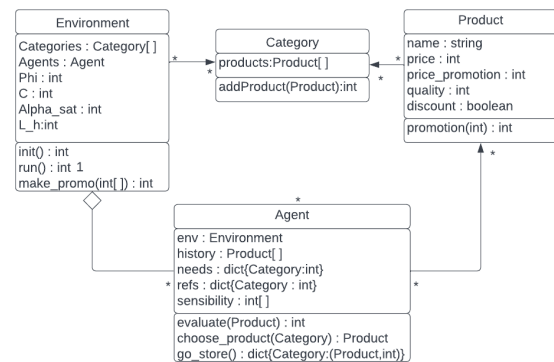 Environment
Categories : Category[ ]
Agents : Agent
Phi : int
C : int
Alpha_sat : int
L_h:int
init() : int
run() : int 1
make_promo(int[ ]) : int
*
*
Category
products:Product[ ]
addProduct(Product):int
*
*
Product
name : string
price : int
price_promotion : int
quality : int
discount : boolean
promotion(int) : int
*
*
Agent
env : Environment
history : Product[ ]
needs : dict{Category:int}
refs : dict{Category : int}
sensibility : int[ ]
*
*
evaluate(Product) : int
choose_product(Category) : Product
go_store() : dict{Category:(Product,int)}